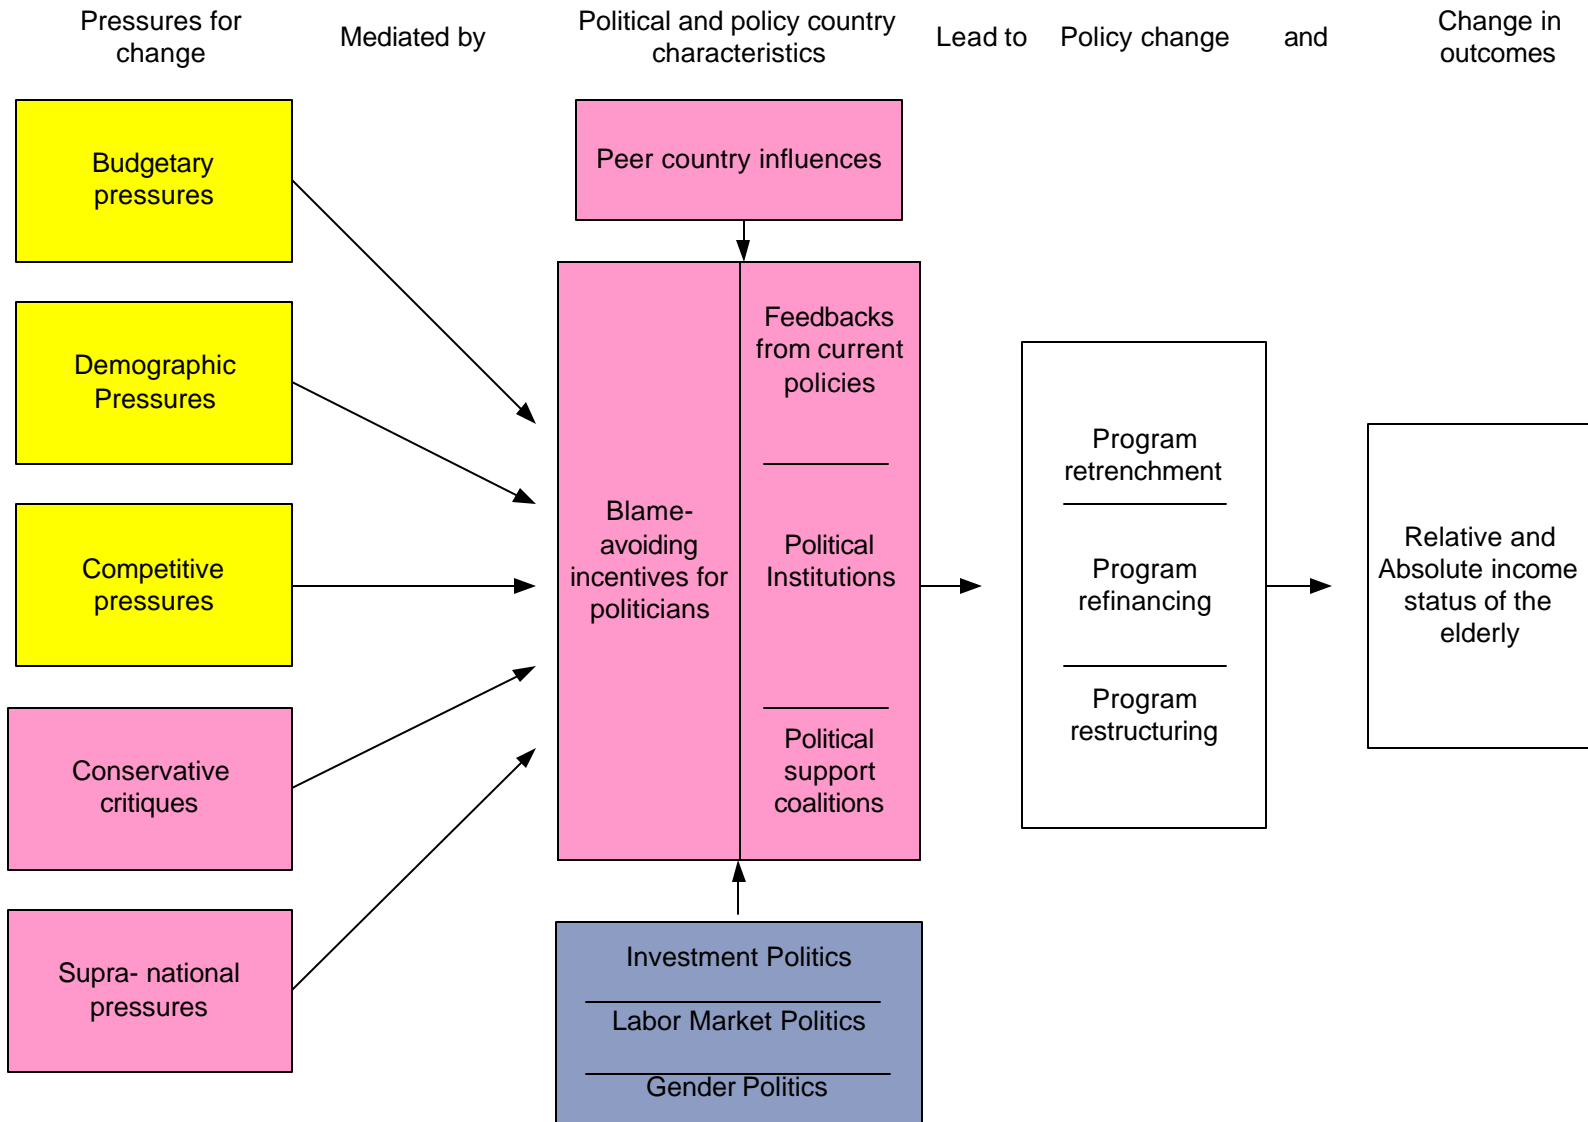 Pressures for
change
Mediated by
Political and policy country
characteristics
Lead to
Policy change
and
Change in
outcomes
Budgetary
pressures
Demographic
Pressures
Competitive
pressures
Conservative
critiques
Supra- national
pressures
Peer country influences
Blame-
avoiding
incentives for
politicians
Feedbacks
from current
policies
Political
Institutions
Political
support
coalitions
Investment Politics
Labor Market Politics
Gender Politics
Program
retrenchment
Program
refinancing
Program
restructuring
Relative and
Absolute income
status of the
elderly